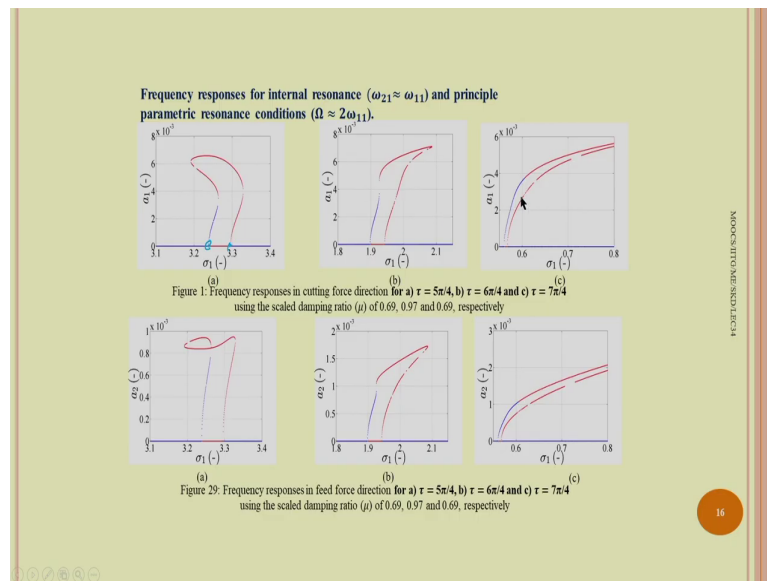 Frequency responses for internal resonance (ω₂₁≈ ω₁₁) and principle
parametric resonance conditions (Ω ≈ 2ω₁₁).
8 x 10⁻³
8 x 10⁻³
6 x 10⁻³
a₁ (-)
a₁ (-)
a₁ (-)
6
4
2
0
6
4
2
0
4
2
0
3.1 3.2 3.3 3.4
1.8 1.9 2 2.1
0.6 0.7 0.8
σ₁ (-)
σ₁ (-)
σ₁ (-)
(a) (b) (c)
Figure 1: Frequency responses in cutting force direction for a) τ = 5π/4, b) τ = 6π/4 and c) τ = 7π/4
using the scaled damping ratio (μ) of 0.69, 0.97 and 0.69, respectively
1 x 10⁻³
2 x 10⁻³
3 x 10⁻³
a₂ (-)
a₂ (-)
a₂ (-)
0.8
0.6
0.4
0.2
0
1.5
1
0.5
0
2
1
0
3.1 3.2 3.3 3.4
1.8 1.9 2 2.1
0.6 0.7 0.8
σ₁ (-)
σ₁ (-)
σ₁ (-)
(a) (b) (c)
Figure 29: Frequency responses in feed force direction for a) τ = 5π/4, b) τ = 6π/4 and c) τ = 7π/4
using the scaled damping ratio (μ) of 0.69, 0.97 and 0.69, respectively
MOOCS/IITG/ME/SKD/LEC34
16